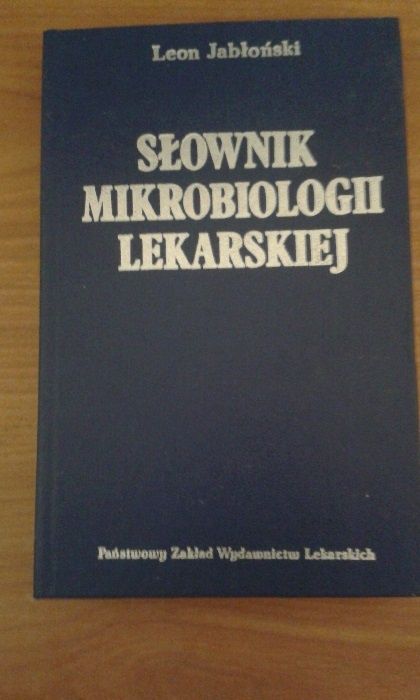 Leon Jabłoński
SŁOWNIK
MIKROBIOLOGII
LEKARSKIEJ
Państwowy Zakład Wydawnictw Lekarskich